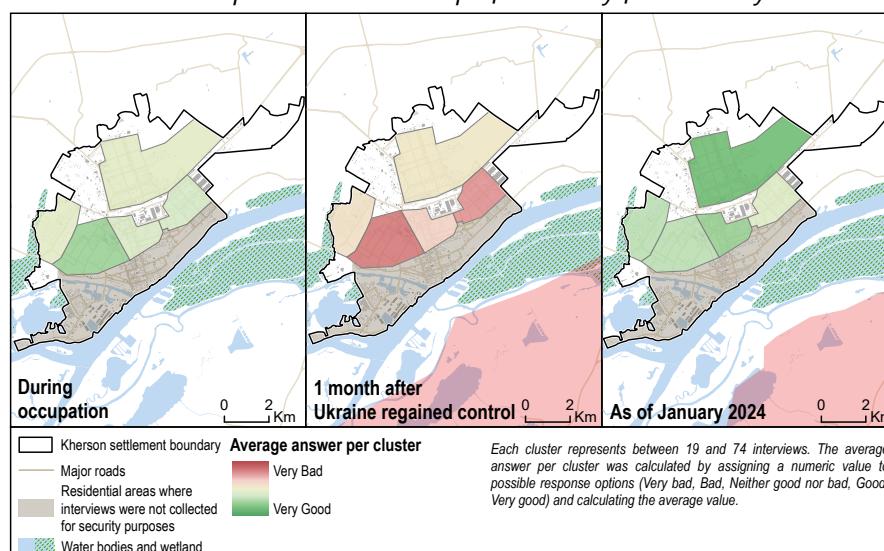 During
occupation
0 2
Km
1 month after
Ukraine regained control
0 2
Km
As of January 2024
0 2
Km
Kherson settlement boundary
Major roads
Residential areas where
interviews were not collected
for security purposes
Water bodies and wetland
Average answer per cluster
Very Bad
Very Good
Each cluster represents between 19 and 74 interviews. The average
answer per cluster was calculated by assigning a numeric value to
possible response options (Very bad, Bad, Neither good nor bad, Good,
Very good) and calculating the average value.